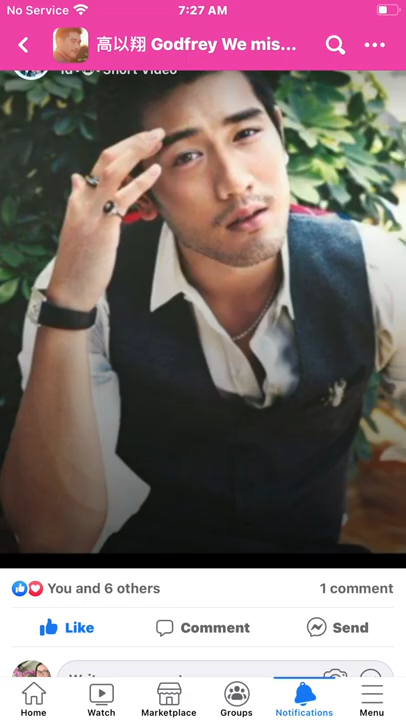 No Service 7:27 AM
高以翔 Godfrey We mis...
Short Video
You and 6 others 1 comment
Like Comment Send
Home Watch Marketplace Groups Notifications Menu